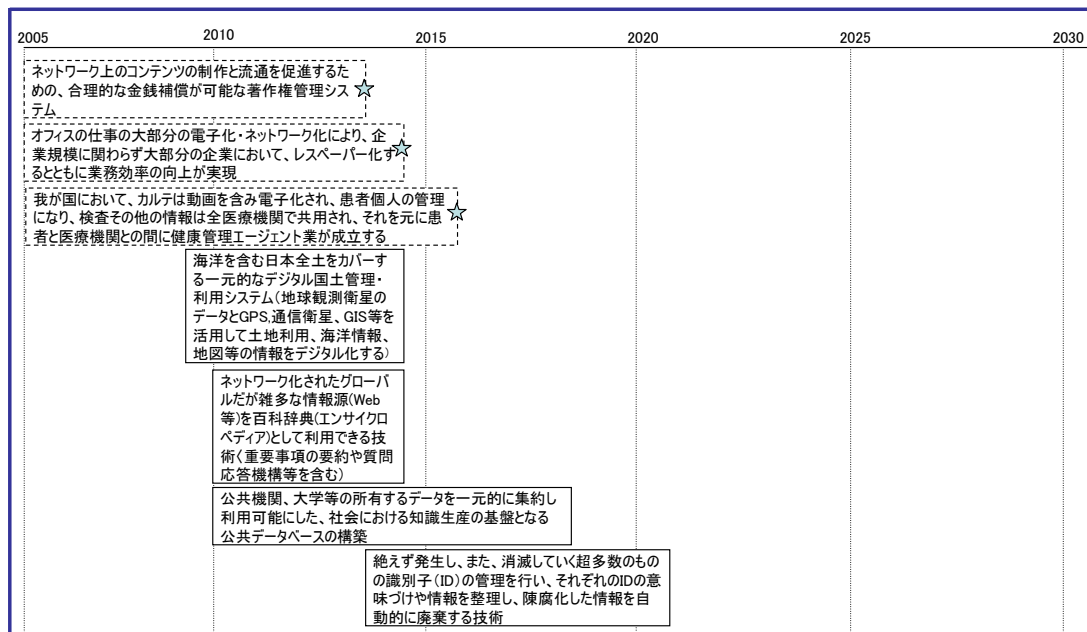 2005 2010 2015 2020 2025 2030
ネットワーク上のコンテンツの制作と流通を促進するた
めの、合理的な金銭補償が可能な著作権管理シス
テム
オフィスの仕事の大部分の電子化・ネットワーク化により、企
業規模に関わらず大部分の企業において、レスペーパー化す
るとともに業務効率の向上が実現
我が国において、カルテは動画を含み電子化され、患者個人の管理
になり、検査その他の情報は全医療機関で共用され、それを元に患
者と医療機関との間に健康管理エージェント業が成立する
海洋を含む日本全土をカバーす
る一元的なデジタル国土管理・
利用システム(地球観測衛星の
データとGPS,通信衛星、GIS等を
活用して土地利用、海洋情報、
地図等の情報をデジタル化する)
ネットワーク化されたグローバ
ルだが雑多な情報源(Web
等)を百科辞典(エンサイクロ
ペディア)として利用できる技
術〈重要事項の要約や質問
応答機構等を含む)
公共機関、大学等の所有するデータを一元的に集約し
利用可能にした、社会における知識生産の基盤となる
公共データベースの構築
絶えず発生し、また、消滅していく超多数のもの
の識別子(ID)の管理を行い、それぞれのIDの意
味づけや情報を整理し、陳腐化した情報を自
動的に廃棄する技術